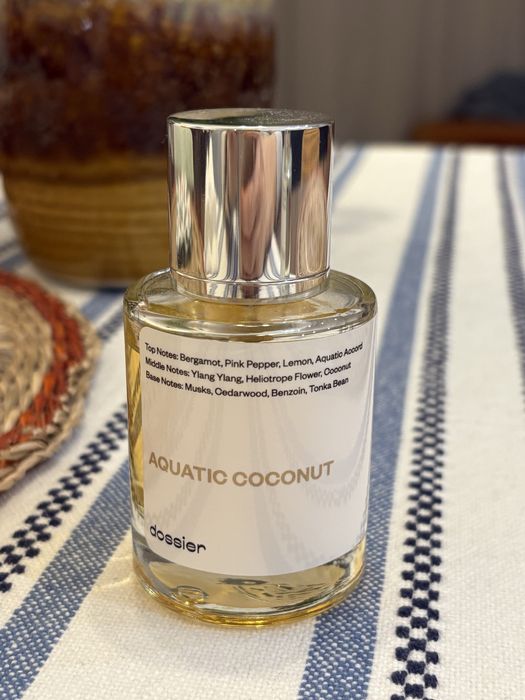 Top Notes: Bergamot, Pink Pepper, Lemon, Aquatic Accord
Middle Notes: Ylang Ylang, Heliotrope Flower, Coconut
Base Notes: Musks, Cedarwood, Benzoin, Tonka Bean
AQUATIC COCONUT
dossier